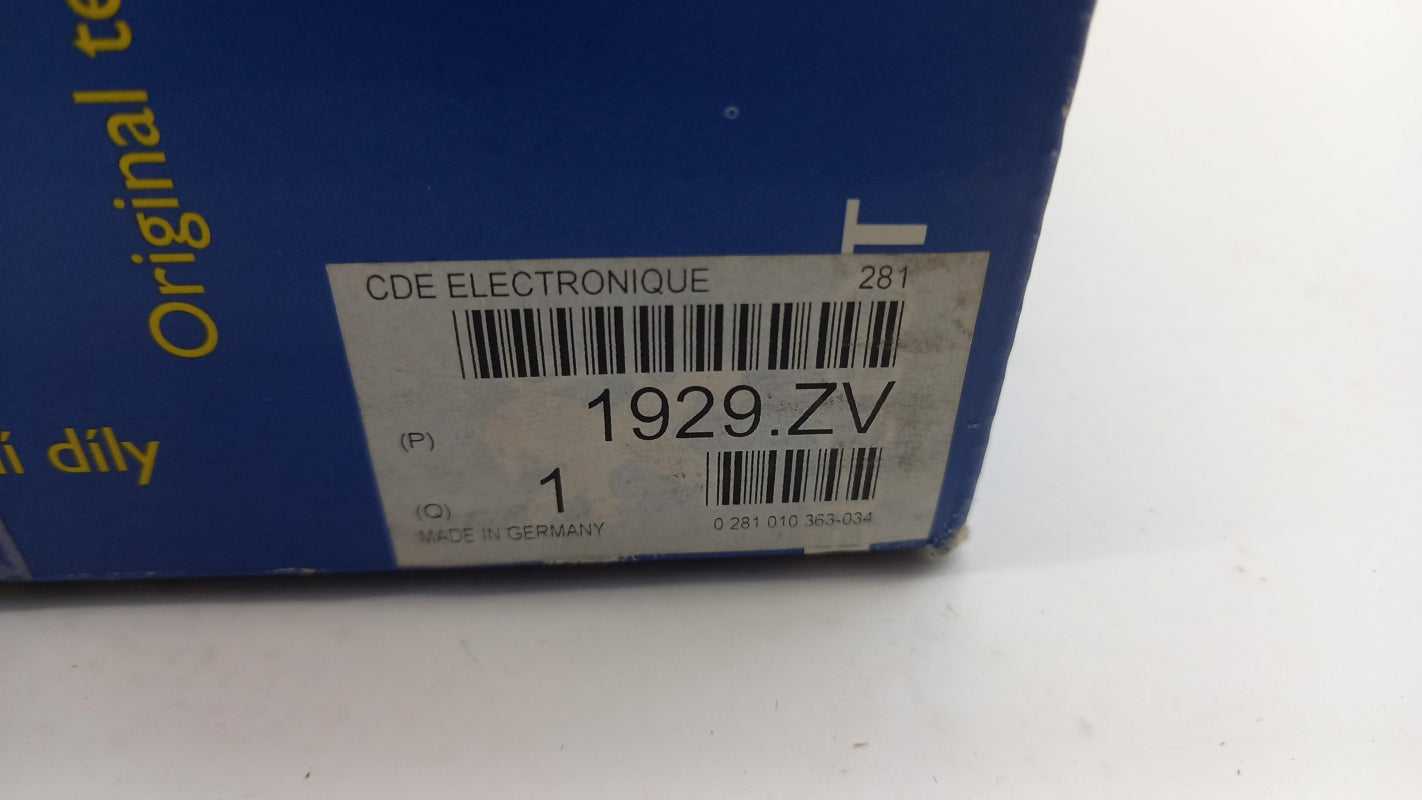 Original te
í díly
T
CDE ELECTRONIQUE 281
1929.ZV
(P)
(Q) 1
MADE IN GERMANY
0 281 010 363-034